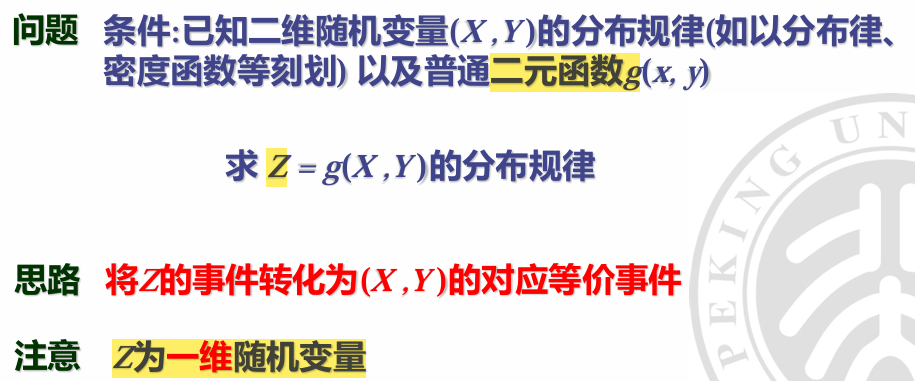 问题 条件:已知二维随机变量(X ,Y )的分布规律(如以分布律、
密度函数等刻划) 以及普通二元函数g(x, y)
求 Z = g(X ,Y )的分布规律
思路 将Z的事件转化为(X ,Y )的对应等价事件
注意 Z为一维随机变量
PEKING UN